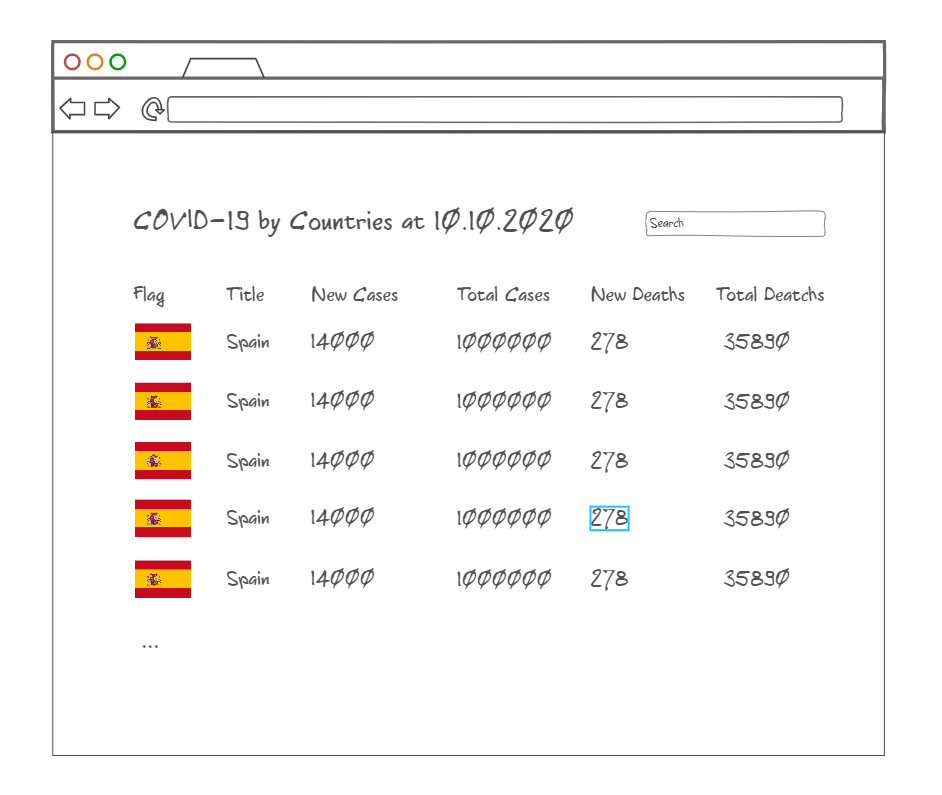 COVID-19 by Countries at 10.10.2020
Search
Flag Title New Cases Total Cases New Deaths Total Deatchs
Spain 14000 1000000 278 35890
Spain 14000 1000000 278 35890
Spain 14000 1000000 278 35890
Spain 14000 1000000 278 35890
Spain 14000 1000000 278 35890
...